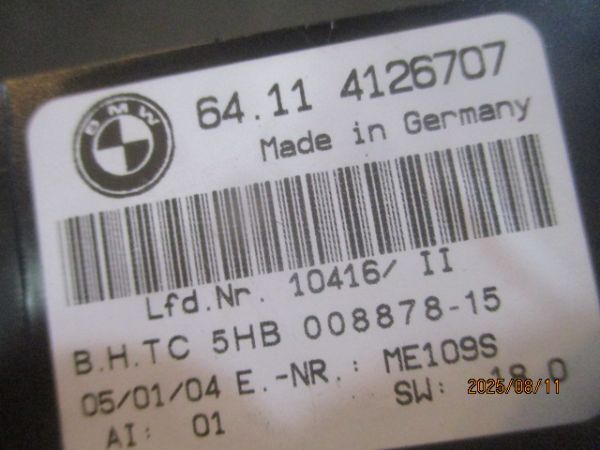 BMW
64.11 4126707
Made in Germany
Lfd.Nr. 10416/ II
B.H.TC 5HB 008878-15
05/01/04 E.-NR.: ME109S
AI: 01 SW: 18.0
2025/08/11